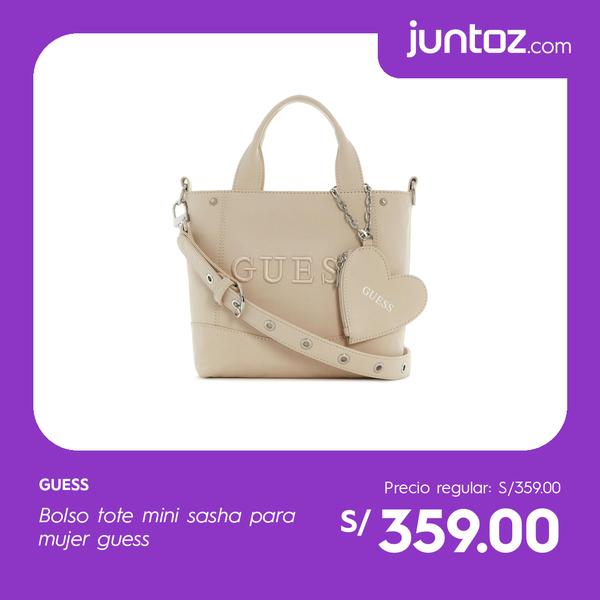 juntoz.com
GUESS
GUESS
GUESS
Precio regular: S/359.00
Bolso tote mini sasha para
mujer guess
S/ 359.00